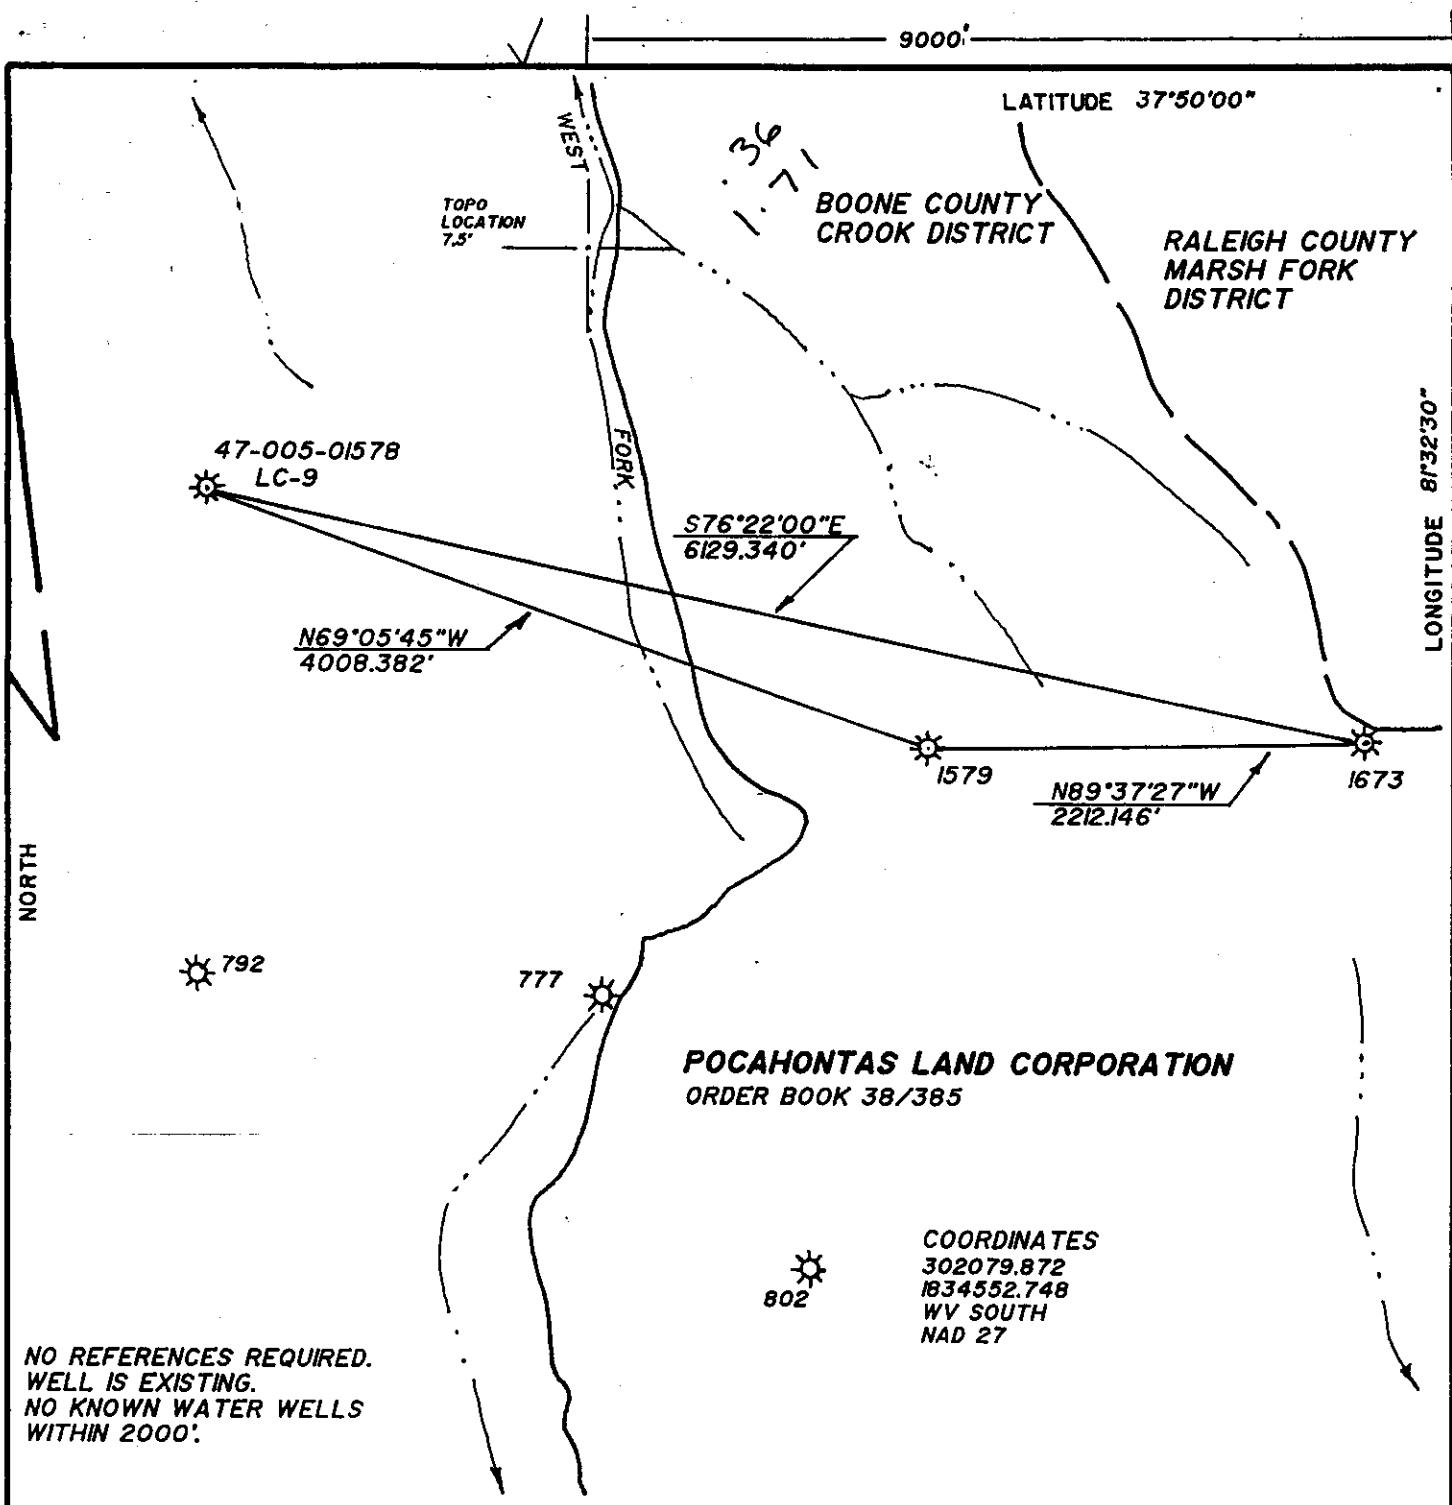 9000'
LATITUDE 37°50'00"
WEST
.36
1.71
TOPO
LOCATION
7.5'
BOONE COUNTY
CROOK DISTRICT
RALEIGH COUNTY
MARSH FORK
DISTRICT
LONGITUDE 81°32'30"
47-005-01578
LC-9
FORK
S76°22'00"E
6129.340'
N69°05'45"W
4008.382'
1579
N89°37'27"W
2212.146'
1673
NORTH
792
777
POCAHONTAS LAND CORPORATION
ORDER BOOK 38/385
802
COORDINATES
302079.872
1834552.748
WV SOUTH
NAD 27
NO REFERENCES REQUIRED.
WELL IS EXISTING.
NO KNOWN WATER WELLS
WITHIN 2000'.